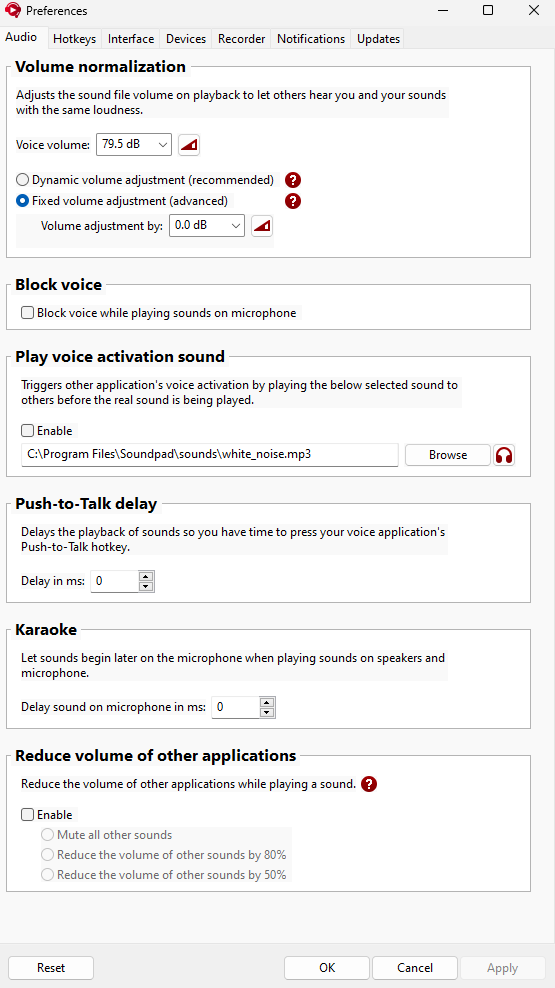 Preferences
Audio Hotkeys Interface Devices Recorder Notifications Updates
Volume normalization
Adjusts the sound file volume on playback to let others hear you and your sounds
with the same loudness.
Voice volume: 79.5 dB
Dynamic volume adjustment (recommended) ?
Fixed volume adjustment (advanced) ?
Volume adjustment by: 0.0 dB
Block voice
Block voice while playing sounds on microphone
Play voice activation sound
Triggers other application's voice activation by playing the below selected sound to
others before the real sound is being played.
Enable
C:\Program Files\Soundpad\sounds\white_noise.mp3 Browse
Push-to-Talk delay
Delays the playback of sounds so you have time to press your voice application's
Push-to-Talk hotkey.
Delay in ms: 0
Karaoke
Let sounds begin later on the microphone when playing sounds on speakers and
microphone.
Delay sound on microphone in ms: 0
Reduce volume of other applications
Reduce the volume of other applications while playing a sound. ?
Enable
Mute all other sounds
Reduce the volume of other sounds by 80%
Reduce the volume of other sounds by 50%
Reset OK Cancel Apply